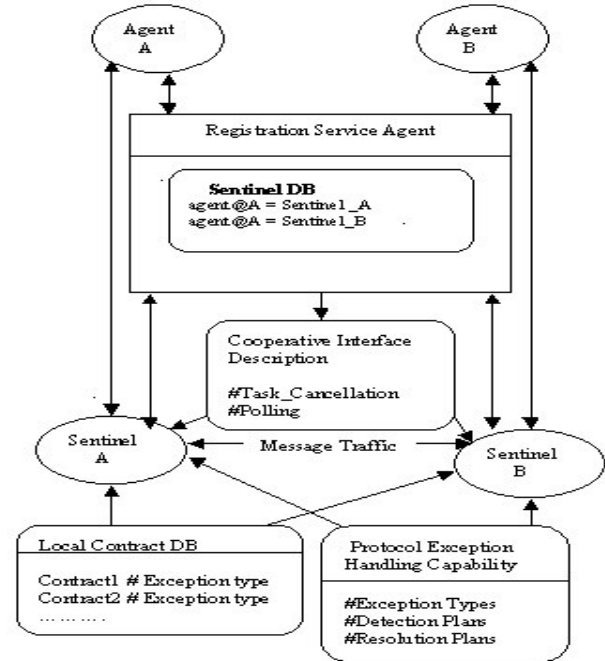 Agent
A
Agent
B
Registration Service Agent
Sentinel DB
agent@A = Sentinel_A
agent@A = Sentinel_B
Cooperative Interface
Description
#Task_Cancellation
#Polling
Sentinel
A
Message Traffic
Sentinel
B
Local Contract DB
Contract1 # Exception type
Contract2 # Exception type
... ... ... .
Protocol Exception
Handling Capability
#Exception Types
#Detection Plans
#Resolution Plans